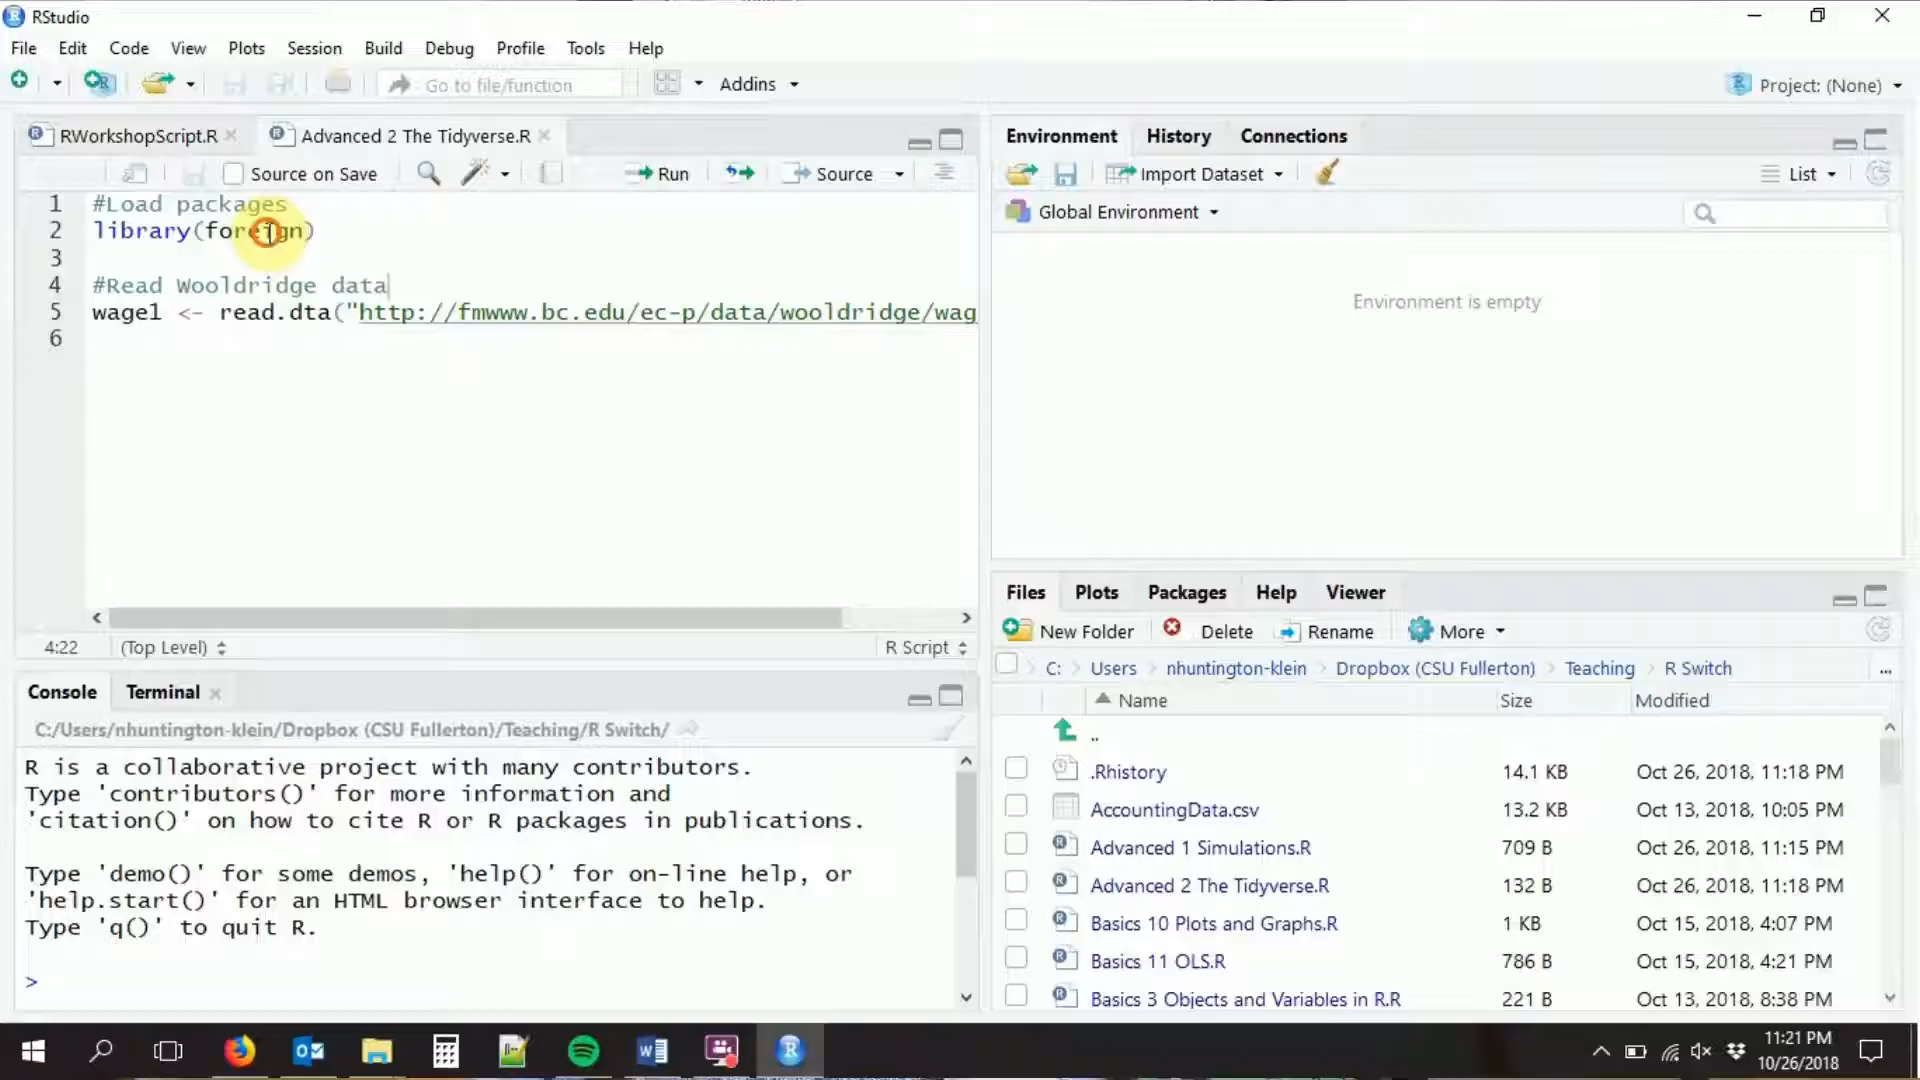 RStudio
File Edit Code View Plots Session Build Debug Profile Tools Help
Go to file/function Addins Project: (None)
RWorkshopScript.R Advanced 2 The Tidyverse.R
Source on Save Run Source
1 #Load packages
2 library(foreign)
3
4 #Read Wooldridge data
5 wage1 <- read.dta("http://fmwww.bc.edu/ec-p/data/wooldridge/wag
6
4:22 (Top Level) R Script
Console Terminal
C:/Users/nhuntington-klein/Dropbox (CSU Fullerton)/Teaching/R Switch/
R is a collaborative project with many contributors.
Type 'contributors()' for more information and
'citation()' on how to cite R or R packages in publications.
Type 'demo()' for some demos, 'help()' for on-line help, or
'help.start()' for an HTML browser interface to help.
Type 'q()' to quit R.
>
Environment History Connections
Import Dataset List
Global Environment
Environment is empty
Files Plots Packages Help Viewer
New Folder Delete Rename More
C: Users nhuntington-klein Dropbox (CSU Fullerton) Teaching R Switch ...
Name Size Modified
..
.Rhistory 14.1 KB Oct 26, 2018, 11:18 PM
AccountingData.csv 13.2 KB Oct 13, 2018, 10:05 PM
Advanced 1 Simulations.R 709 B Oct 26, 2018, 11:15 PM
Advanced 2 The Tidyverse.R 132 B Oct 26, 2018, 11:18 PM
Basics 10 Plots and Graphs.R 1 KB Oct 15, 2018, 4:07 PM
Basics 11 OLS.R 786 B Oct 15, 2018, 4:21 PM
Basics 3 Objects and Variables in R.R 221 B Oct 13, 2018, 8:38 PM
11:21 PM
10/26/2018